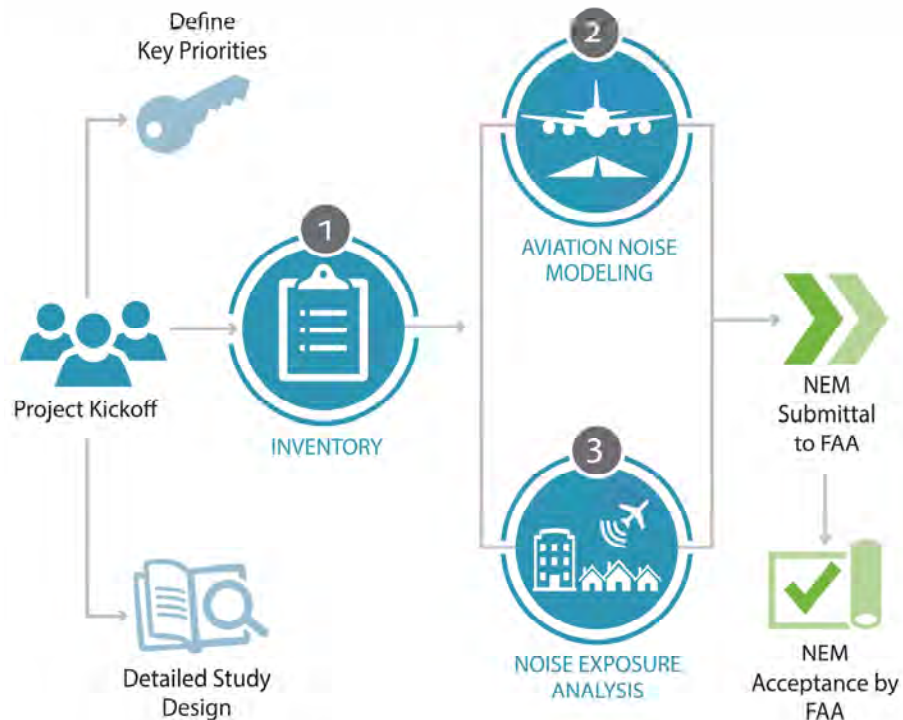 Define
Key Priorities
Project Kickoff
Detailed Study
Design
1
INVENTORY
2
AVIATION NOISE
MODELING
3
NOISE EXPOSURE
ANALYSIS
NEM
Submittal
to FAA
NEM
Acceptance by
FAA